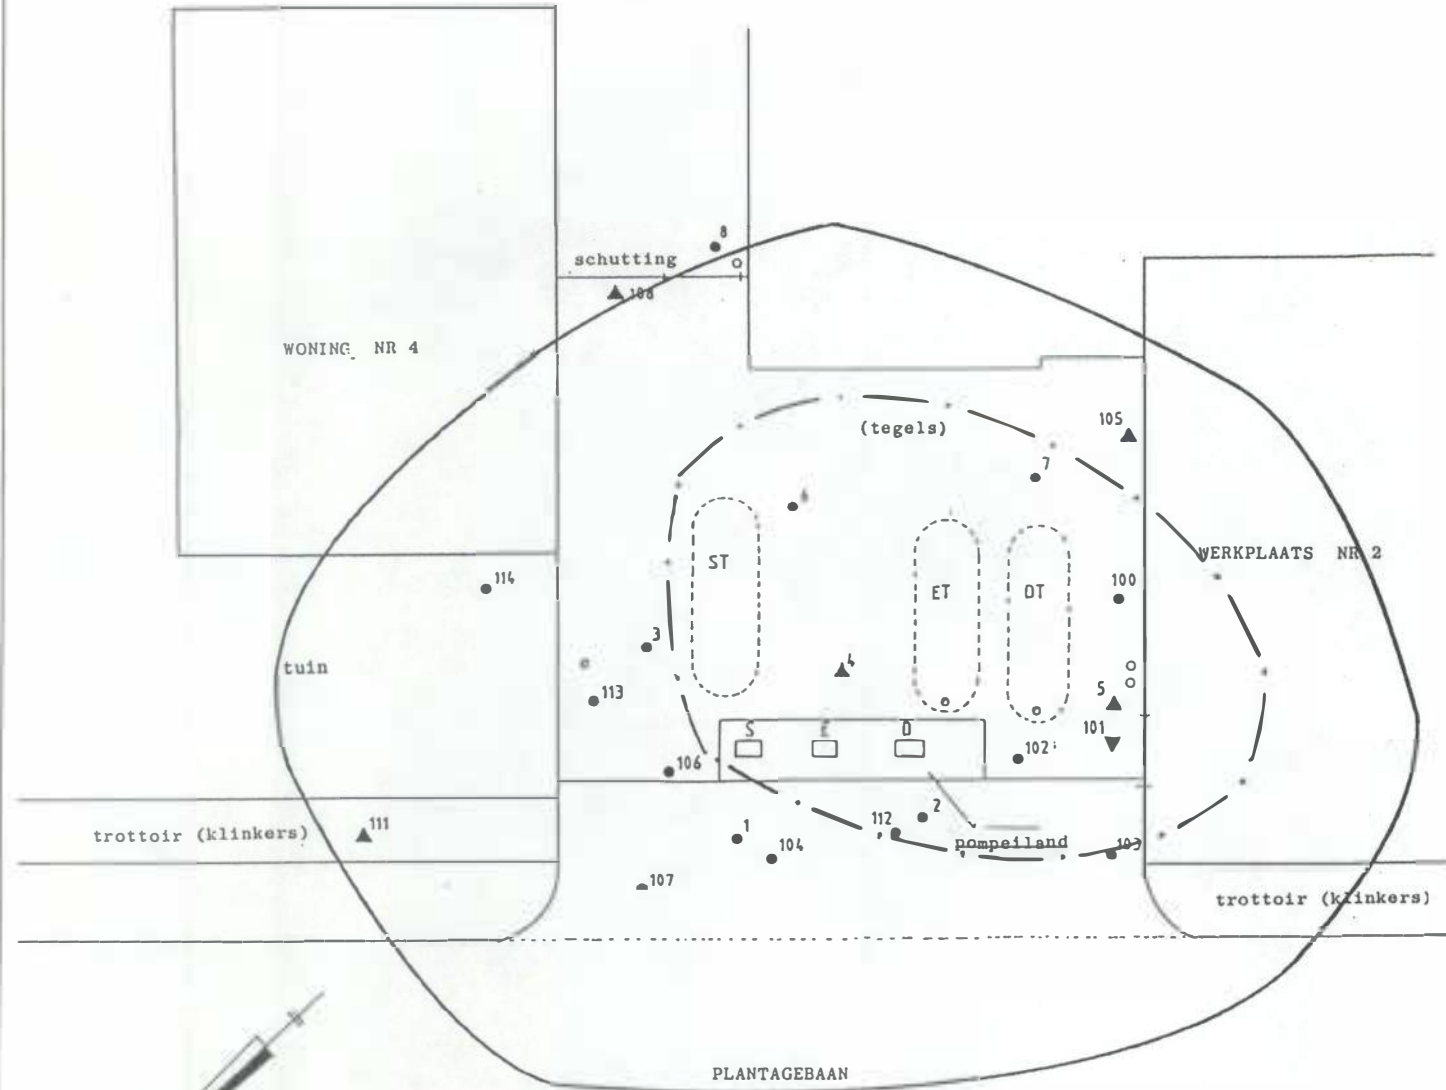 8
schutting
108
WONING NR 4
105
(tegels)
7
6
WERKPLAATS NR 2
ST
ET
DT
114
100
3
4
tuin
113
5
101
S
E
D
102
106
2
112
1
111
trottoir (klinkers)
pompeiland
104
103
107
trottoir (klinkers)
PLANTAGEBAAN